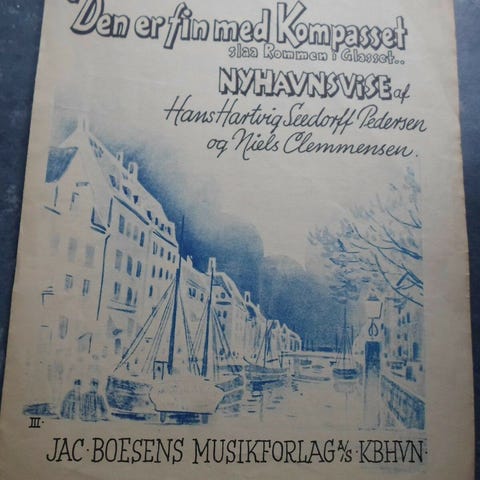 "Den er fin med Kompasset
slaa Rommen i Glasset..
NYHAVNSVISE af
Hans Hartvig Seedorff Pedersen
og Niels Clemmensen.
III.
JAC·BOESENS MUSIKFORLAG A/S·KBHVN·